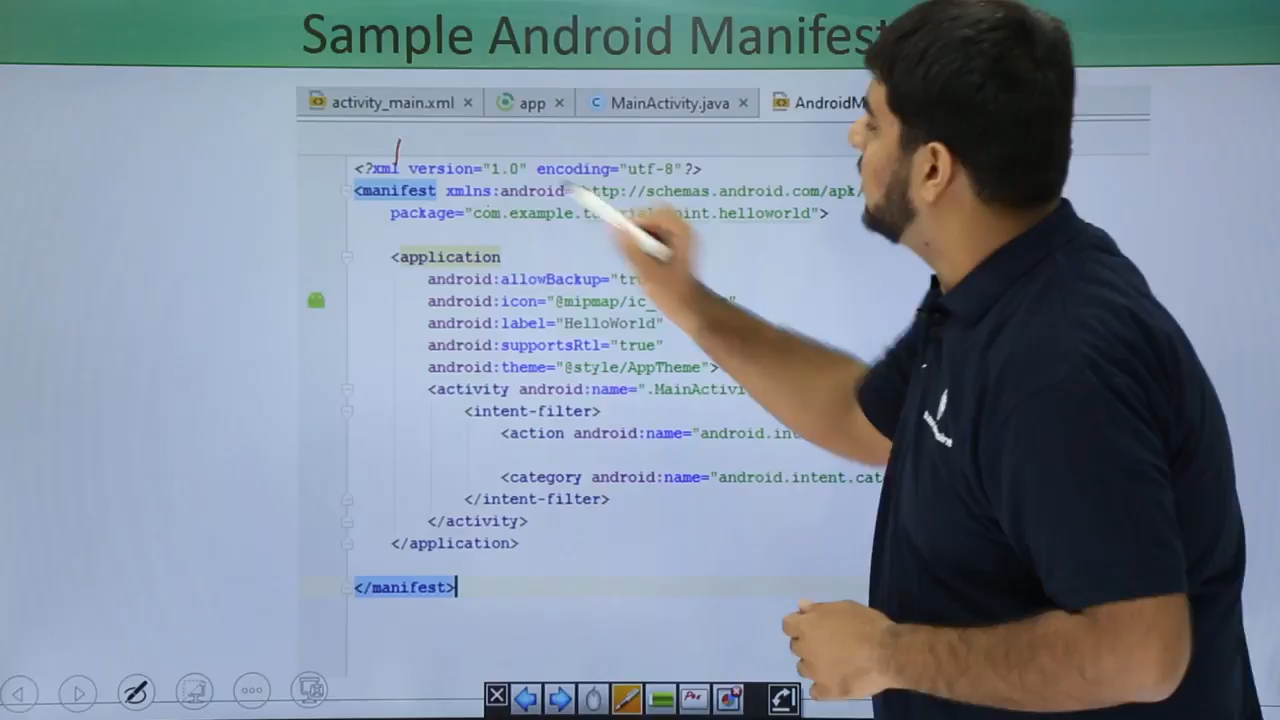 Sample Android Manifest
activity_main.xml × app × MainActivity.java ×
<?xml version="1.0" encoding="utf-8"?>
<manifest xmlns:android="http://schemas.android.com/apk/
package="com.example.tutorialspoint.helloworld">
<application
android:allowBackup="tru
android:icon="@mipmap/ic_
android:label="HelloWorld"
android:supportsRtl="true"
android:theme="@style/AppTheme">
<activity android:name=".MainActivi
<intent-filter>
<action android:name="android.int
<category android:name="android.intent.cat
</intent-filter>
</activity>
</application>
</manifest>